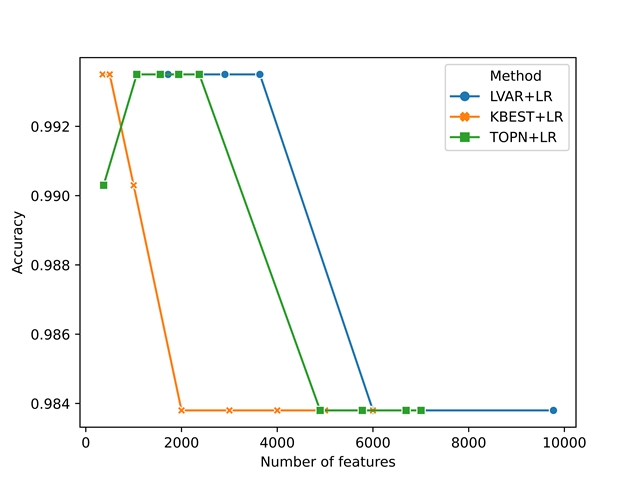 Method
LVAR+LR
KBEST+LR
TOPN+LR
Accuracy
0.992
0.990
0.988
0.986
0.984
0 2000 4000 6000 8000 10000
Number of features